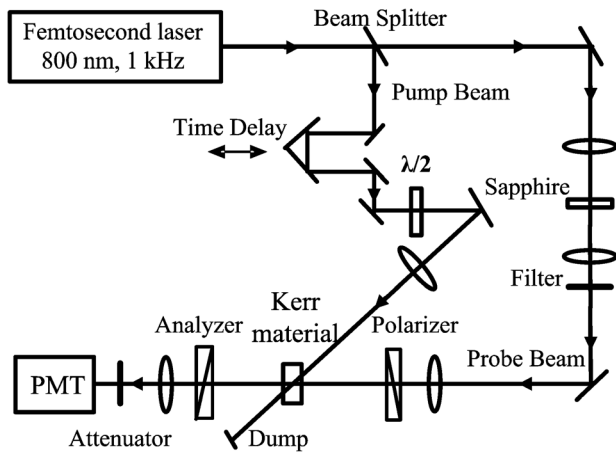 Femtosecond laser
800 nm, 1 kHz
Beam Splitter
Pump Beam
Time Delay
λ/2
Sapphire
Filter
Kerr
material
Analyzer
Polarizer
Probe Beam
PMT
Attenuator
Dump